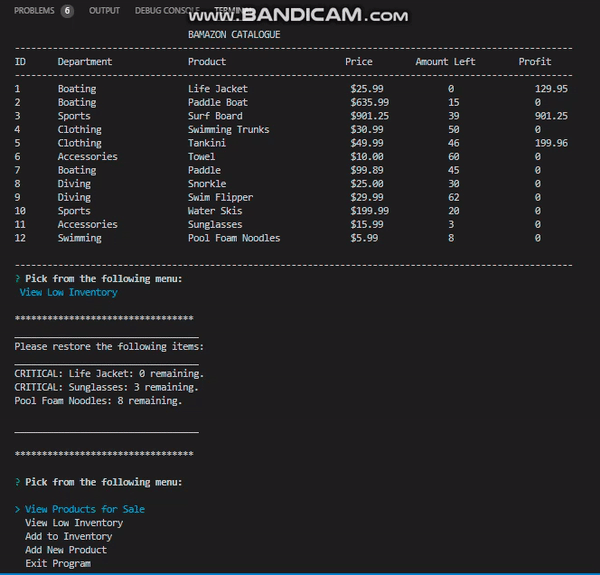 PROBLEMS 6 OUTPUT DEBUG CONSOLE
www.BANDICAM.com
BAMAZON CATALOGUE
--------------------------------------------------------------------------------------------------------
ID Department Product Price Amount Left Profit
--------------------------------------------------------------------------------------------------------
1 Boating Life Jacket $25.99 0 129.95
2 Boating Paddle Boat $635.99 15 0
3 Sports Surf Board $901.25 39 901.25
4 Clothing Swimming Trunks $30.99 50 0
5 Clothing Tankini $49.99 46 199.96
6 Accessories Towel $10.00 60 0
7 Boating Paddle $99.89 45 0
8 Diving Snorkle $25.00 30 0
9 Diving Swim Flipper $29.99 62 0
10 Sports Water Skis $199.99 20 0
11 Accessories Sunglasses $15.99 3 0
12 Swimming Pool Foam Noodles $5.99 8 0
--------------------------------------------------------------------------------------------------------
? Pick from the following menu:
View Low Inventory
*********************************
__________________________________
Please restore the following items:
__________________________________
CRITICAL: Life Jacket: 0 remaining.
CRITICAL: Sunglasses: 3 remaining.
Pool Foam Noodles: 8 remaining.
__________________________________
*********************************
? Pick from the following menu:
> View Products for Sale
View Low Inventory
Add to Inventory
Add New Product
Exit Program